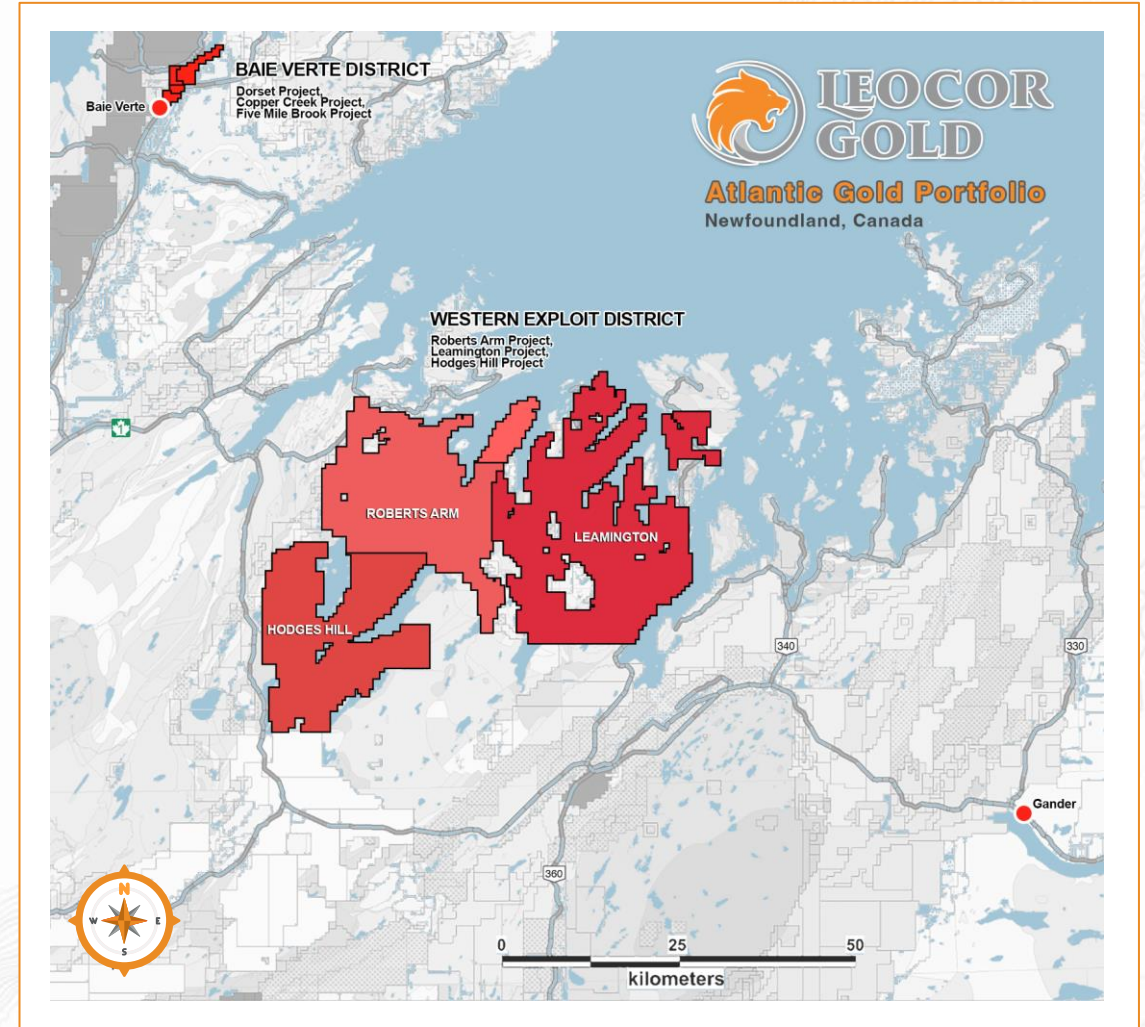 BAIE VERTE DISTRICT
Dorset Project,
Copper Creek Project,
Five Mile Brook Project
Baie Verte
LEOCOR
GOLD
Atlantic Gold Portfolio
Newfoundland, Canada
WESTERN EXPLOIT DISTRICT
Roberts Arm Project,
Leamington Project,
Hodges Hill Project
1
ROBERTS ARM
LEAMINGTON
HODGES HILL
340
330
Gander
360
N
W
E
S
0 25 50
kilometers